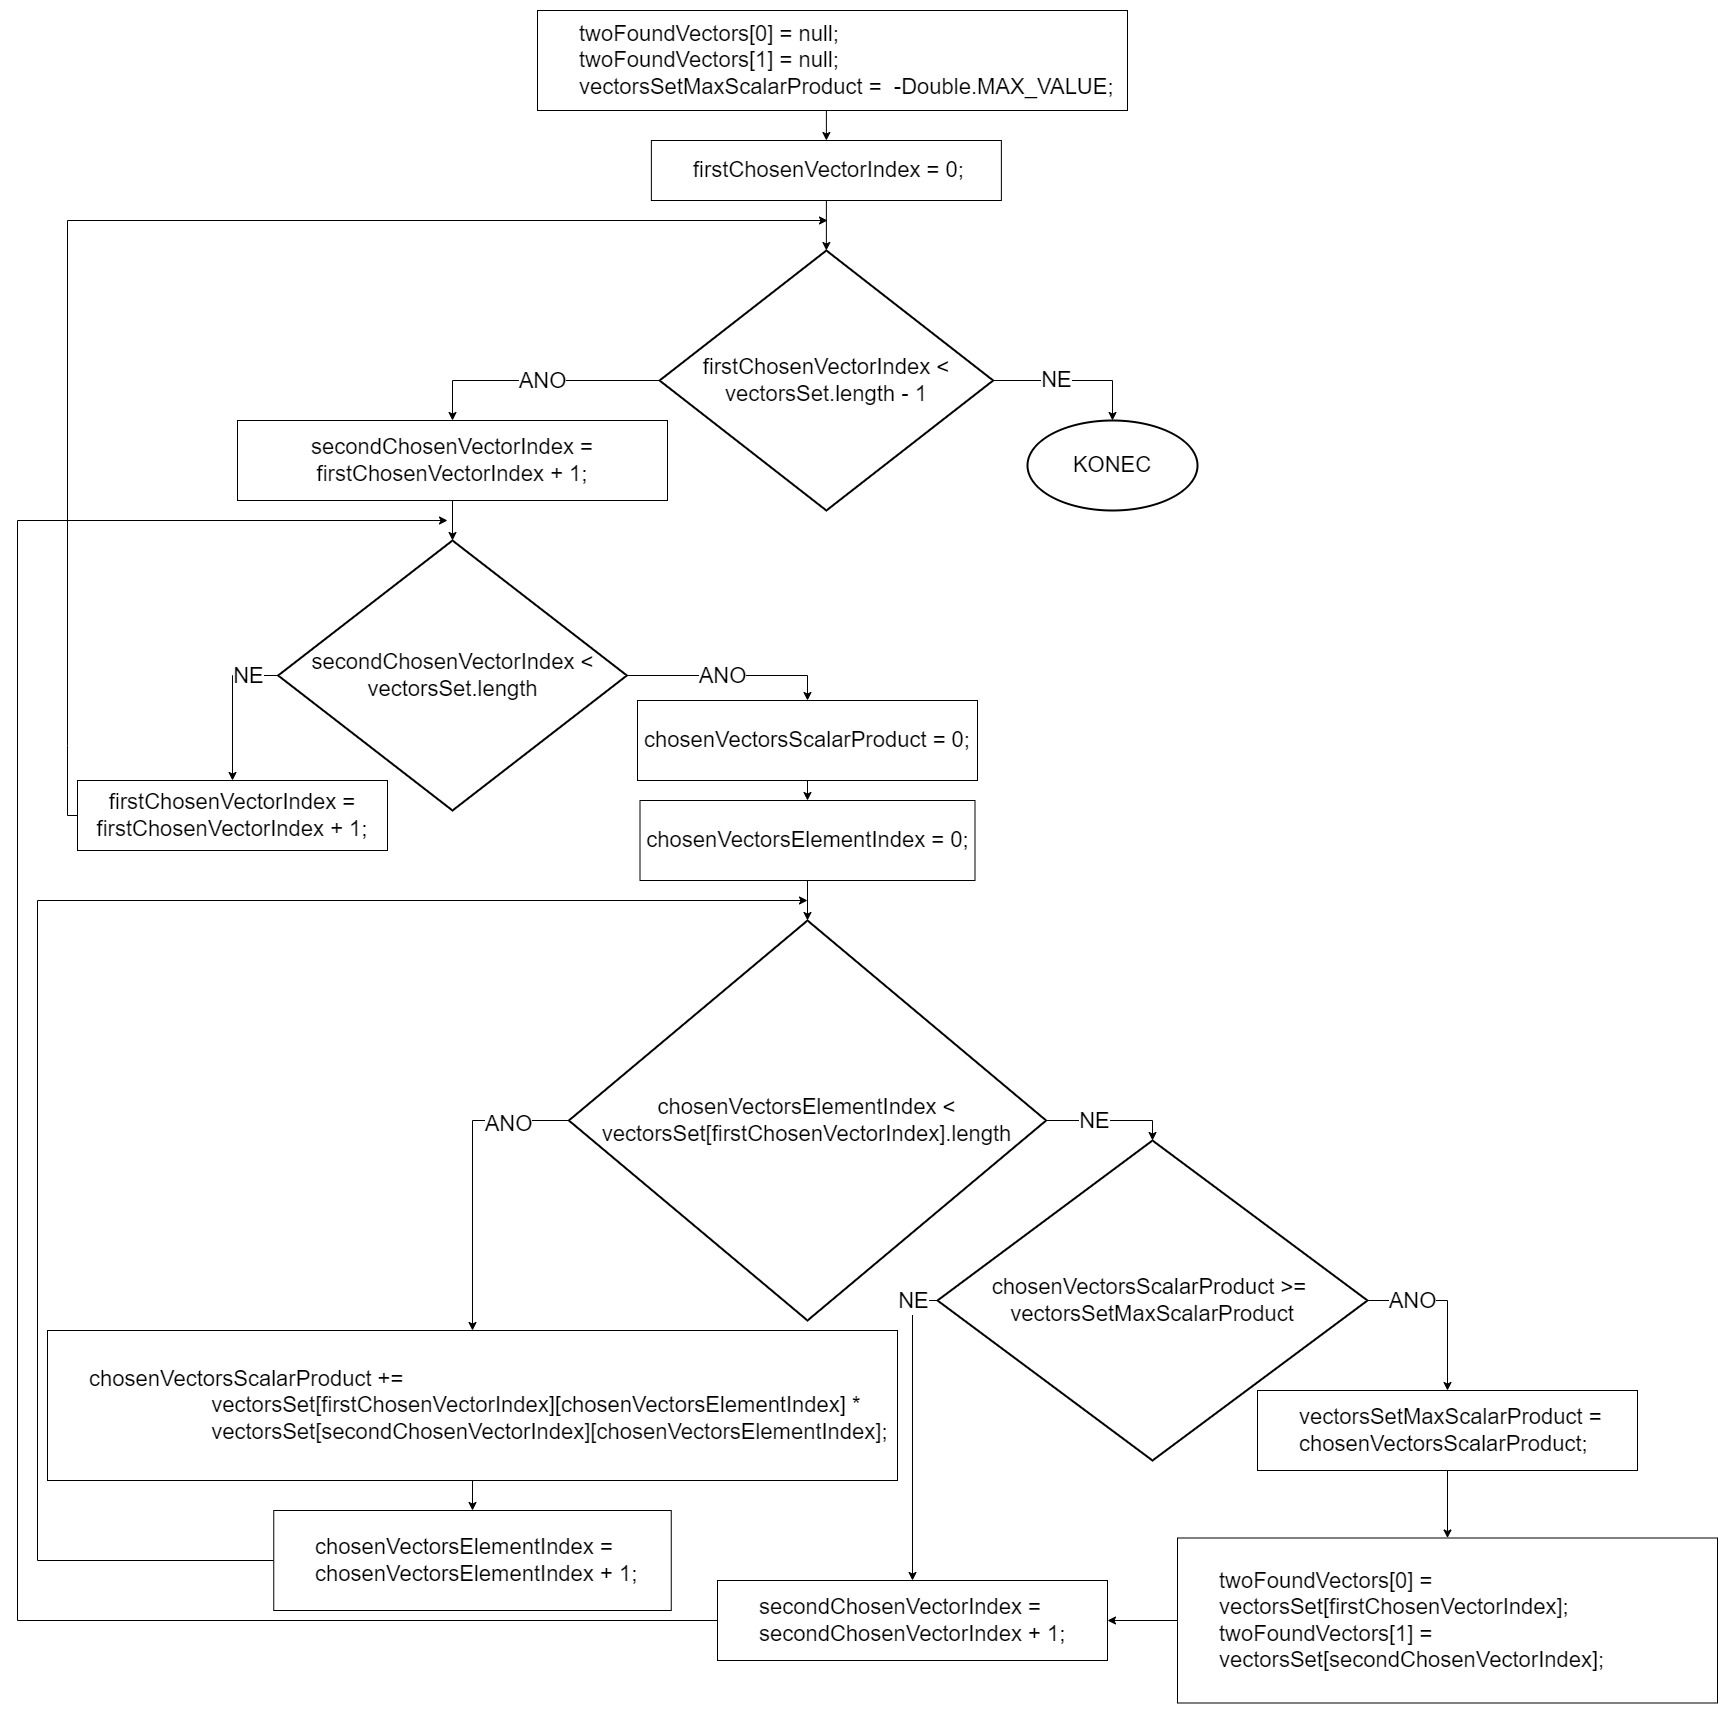 twoFoundVectors[0] = null;
twoFoundVectors[1] = null;
vectorsSetMaxScalarProduct =  -Double.MAX_VALUE;
firstChosenVectorIndex = 0;
firstChosenVectorIndex <
vectorsSet.length - 1
ANO
NE
secondChosenVectorIndex =
firstChosenVectorIndex + 1;
KONEC
secondChosenVectorIndex <
vectorsSet.length
NE
ANO
chosenVectorsScalarProduct = 0;
firstChosenVectorIndex =
firstChosenVectorIndex + 1;
chosenVectorsElementIndex = 0;
chosenVectorsElementIndex <
vectorsSet[firstChosenVectorIndex].length
ANO
NE
chosenVectorsScalarProduct >=
vectorsSetMaxScalarProduct
NE
ANO
chosenVectorsScalarProduct +=
vectorsSet[firstChosenVectorIndex][chosenVectorsElementIndex] *
vectorsSet[secondChosenVectorIndex][chosenVectorsElementIndex];
vectorsSetMaxScalarProduct =
chosenVectorsScalarProduct;
chosenVectorsElementIndex =
chosenVectorsElementIndex + 1;
secondChosenVectorIndex =
secondChosenVectorIndex + 1;
twoFoundVectors[0] =
vectorsSet[firstChosenVectorIndex];
twoFoundVectors[1] =
vectorsSet[secondChosenVectorIndex];